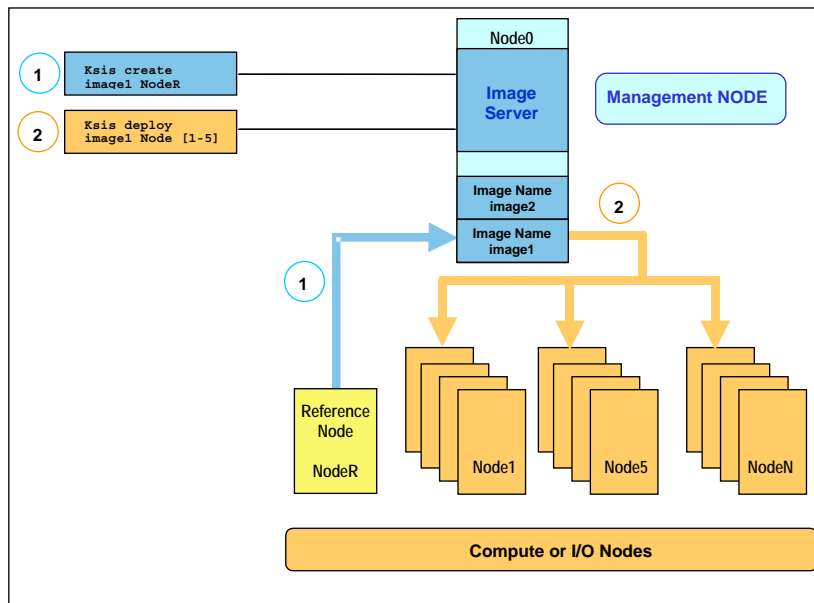 Node0
1
Ksis create
image1 NodeR
Image
Server
Management NODE
2
Ksis deploy
image1 Node [1-5]
Image Name
image2
2
Image Name
image1
1
Reference
Node
NodeR
Node1
Node5
NodeN
Compute or I/O Nodes